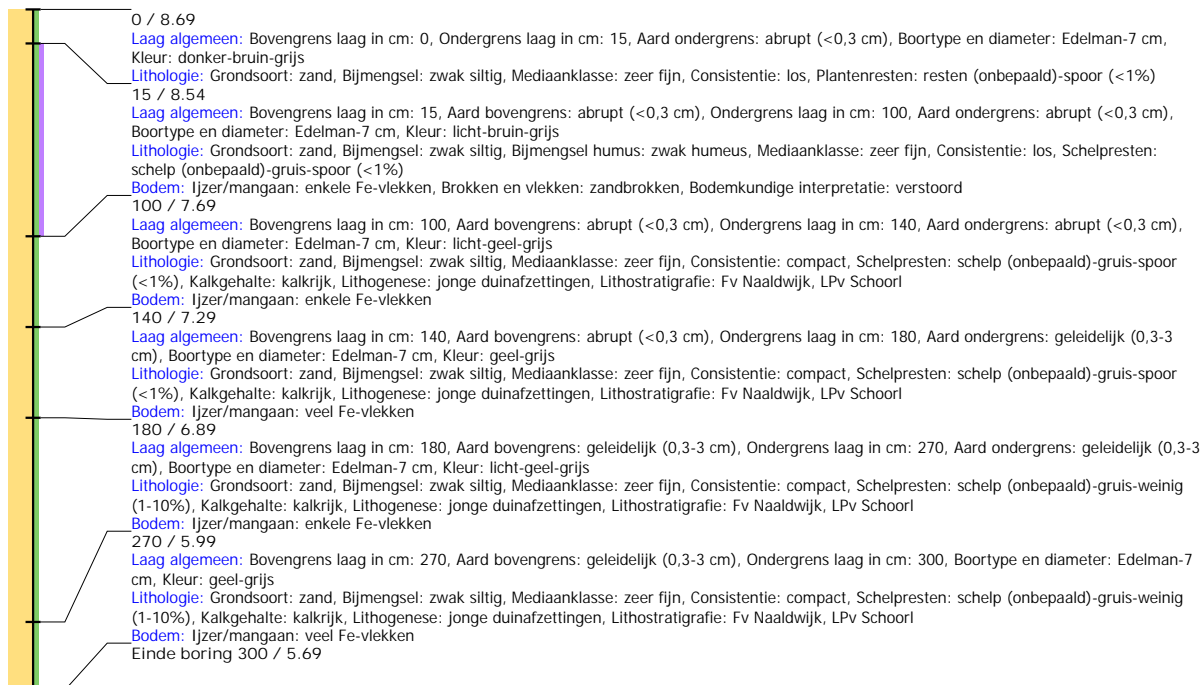 0 / 8.69
Laag algemeen: Bovengrens laag in cm: 0, Ondergrens laag in cm: 15, Aard ondergrens: abrupt (<0,3 cm), Boortype en diameter: Edelman-7 cm,
Kleur: donker-bruin-grijs
Lithologie: Grondsoort: zand, Bijmengsel: zwak siltig, Mediaanklasse: zeer fijn, Consistentie: los, Plantenresten: resten (onbepaald)-spoor (<1%)
15 / 8.54
Laag algemeen: Bovengrens laag in cm: 15, Aard bovengrens: abrupt (<0,3 cm), Ondergrens laag in cm: 100, Aard ondergrens: abrupt (<0,3 cm),
Boortype en diameter: Edelman-7 cm, Kleur: licht-bruin-grijs
Lithologie: Grondsoort: zand, Bijmengsel: zwak siltig, Bijmengsel humus: zwak humeus, Mediaanklasse: zeer fijn, Consistentie: los, Schelpresten:
schelp (onbepaald)-gruis-spoor (<1%)
Bodem: Ijzer/mangaan: enkele Fe-vlekken, Brokken en vlekken: zandbrokken, Bodemkundige interpretatie: verstoord
100 / 7.69
Laag algemeen: Bovengrens laag in cm: 100, Aard bovengrens: abrupt (<0,3 cm), Ondergrens laag in cm: 140, Aard ondergrens: abrupt (<0,3 cm),
Boortype en diameter: Edelman-7 cm, Kleur: licht-geel-grijs
Lithologie: Grondsoort: zand, Bijmengsel: zwak siltig, Mediaanklasse: zeer fijn, Consistentie: compact, Schelpresten: schelp (onbepaald)-gruis-spoor
(<1%), Kalkgehalte: kalkrijk, Lithogenese: jonge duinafzettingen, Lithostratigrafie: Fv Naaldwijk, LPv Schoorl
Bodem: Ijzer/mangaan: enkele Fe-vlekken
140 / 7.29
Laag algemeen: Bovengrens laag in cm: 140, Aard bovengrens: abrupt (<0,3 cm), Ondergrens laag in cm: 180, Aard ondergrens: geleidelijk (0,3-3
cm), Boortype en diameter: Edelman-7 cm, Kleur: geel-grijs
Lithologie: Grondsoort: zand, Bijmengsel: zwak siltig, Mediaanklasse: zeer fijn, Consistentie: compact, Schelpresten: schelp (onbepaald)-gruis-spoor
(<1%), Kalkgehalte: kalkrijk, Lithogenese: jonge duinafzettingen, Lithostratigrafie: Fv Naaldwijk, LPv Schoorl
Bodem: Ijzer/mangaan: veel Fe-vlekken
180 / 6.89
Laag algemeen: Bovengrens laag in cm: 180, Aard bovengrens: geleidelijk (0,3-3 cm), Ondergrens laag in cm: 270, Aard ondergrens: geleidelijk (0,3-3
cm), Boortype en diameter: Edelman-7 cm, Kleur: licht-geel-grijs
Lithologie: Grondsoort: zand, Bijmengsel: zwak siltig, Mediaanklasse: zeer fijn, Consistentie: compact, Schelpresten: schelp (onbepaald)-gruis-weinig
(1-10%), Kalkgehalte: kalkrijk, Lithogenese: jonge duinafzettingen, Lithostratigrafie: Fv Naaldwijk, LPv Schoorl
Bodem: Ijzer/mangaan: enkele Fe-vlekken
270 / 5.99
Laag algemeen: Bovengrens laag in cm: 270, Aard bovengrens: geleidelijk (0,3-3 cm), Ondergrens laag in cm: 300, Boortype en diameter: Edelman-7
cm, Kleur: geel-grijs
Lithologie: Grondsoort: zand, Bijmengsel: zwak siltig, Mediaanklasse: zeer fijn, Consistentie: compact, Schelpresten: schelp (onbepaald)-gruis-weinig
(1-10%), Kalkgehalte: kalkrijk, Lithogenese: jonge duinafzettingen, Lithostratigrafie: Fv Naaldwijk, LPv Schoorl
Bodem: Ijzer/mangaan: veel Fe-vlekken
Einde boring 300 / 5.69